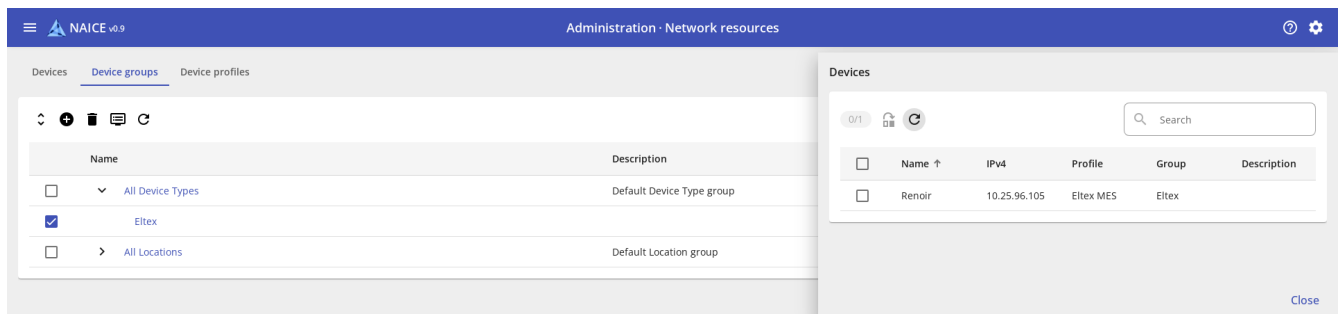 NAICE v0.9
Administration · Network resources
Devices
Device groups
Device profiles
Name
Description
All Device Types
Default Device Type group
Eltex
All Locations
Default Location group
Devices
0/1
Search
Name ↑ IPv4 Profile Group Description
Renoir 10.25.96.105 Eltex MES Eltex
Close